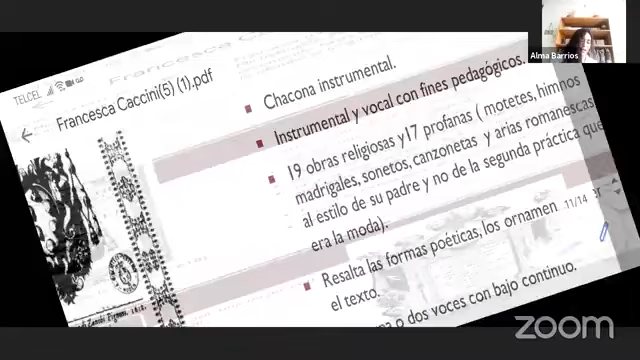 Alma Barrios
TELCEL
Francesca Caccini(5) (1).pdf
Chacona instrumental.
Instrumental y vocal con fines pedagógicos.
19 obras religiosas y17 profanas ( motetes, himnos
madrigales, sonetos, canzonetas y arias romanescas
al estilo de su padre y no de la segunda práctica que
era la moda).
Resalta las formas poéticas, los ornamen
11/14
el texto.
o dos voces con bajo continuo.
zoom